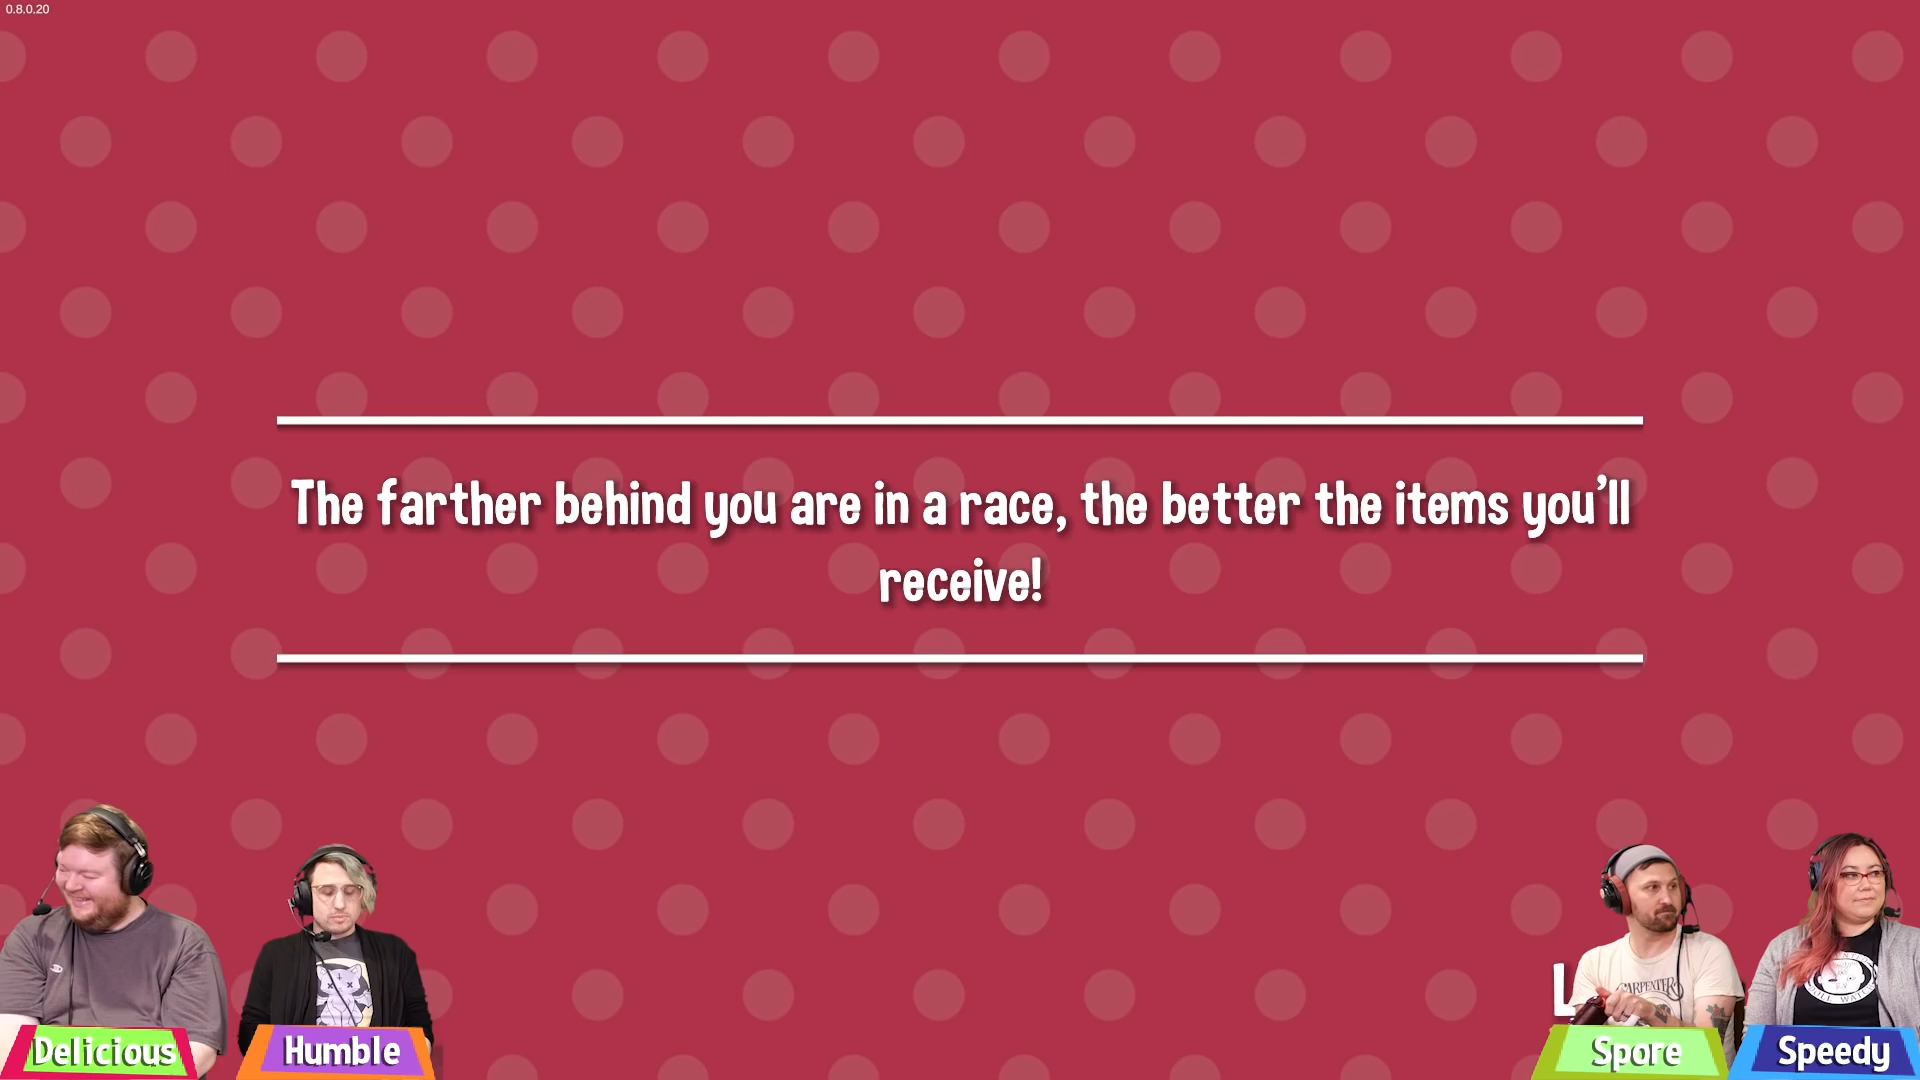 0.8.0.20
The farther behind you are in a race, the better the items you'll
receive!
L
CARPENTER
Delicious
Humble
Spore
Speedy